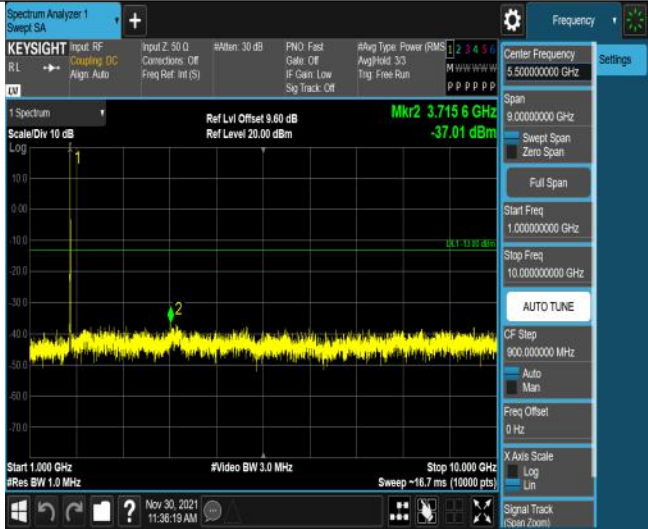 Spectrum Analyzer 1
Swept SA
+
Frequency
KEYSIGHT
RL
Input: RF
Coupling: DC
Align: Auto
Input Z: 50 Ω
Corrections: Off
Freq Ref: Int (S)
#Atten: 30 dB
PNO: Fast
Gate: Off
IF Gain: Low
Sig Track: Off
#Avg Type: Power (RMS
Avg|Hold: 3/3
Trig: Free Run
1 2 3 4 5 6
M W W W W W
P P P P P P
LV
1 Spectrum
Scale/Div 10 dB
Log
Ref Lvl Offset 9.60 dB
Ref Level 20.00 dBm
Mkr2 3.715 6 GHz
-37.01 dBm
1
10.0
0.00
-10.0
DL1 -13.00 dBm
-20.0
-30.0
2
-40.0
-50.0
-60.0
-70.0
Start 1.000 GHz
#Res BW 1.0 MHz
#Video BW 3.0 MHz
Stop 10.000 GHz
Sweep ~16.7 ms (10000 pts)
?
Nov 30, 2021
11:36:19 AM
Center Frequency
5.500000000 GHz
Settings
Span
9.00000000 GHz
Swept Span
Zero Span
Full Span
Start Freq
1.000000000 GHz
Stop Freq
10.000000000 GHz
AUTO TUNE
CF Step
900.000000 MHz
Auto
Man
Freq Offset
0 Hz
X Axis Scale
Log
Lin
Signal Track
(Span Zoom)